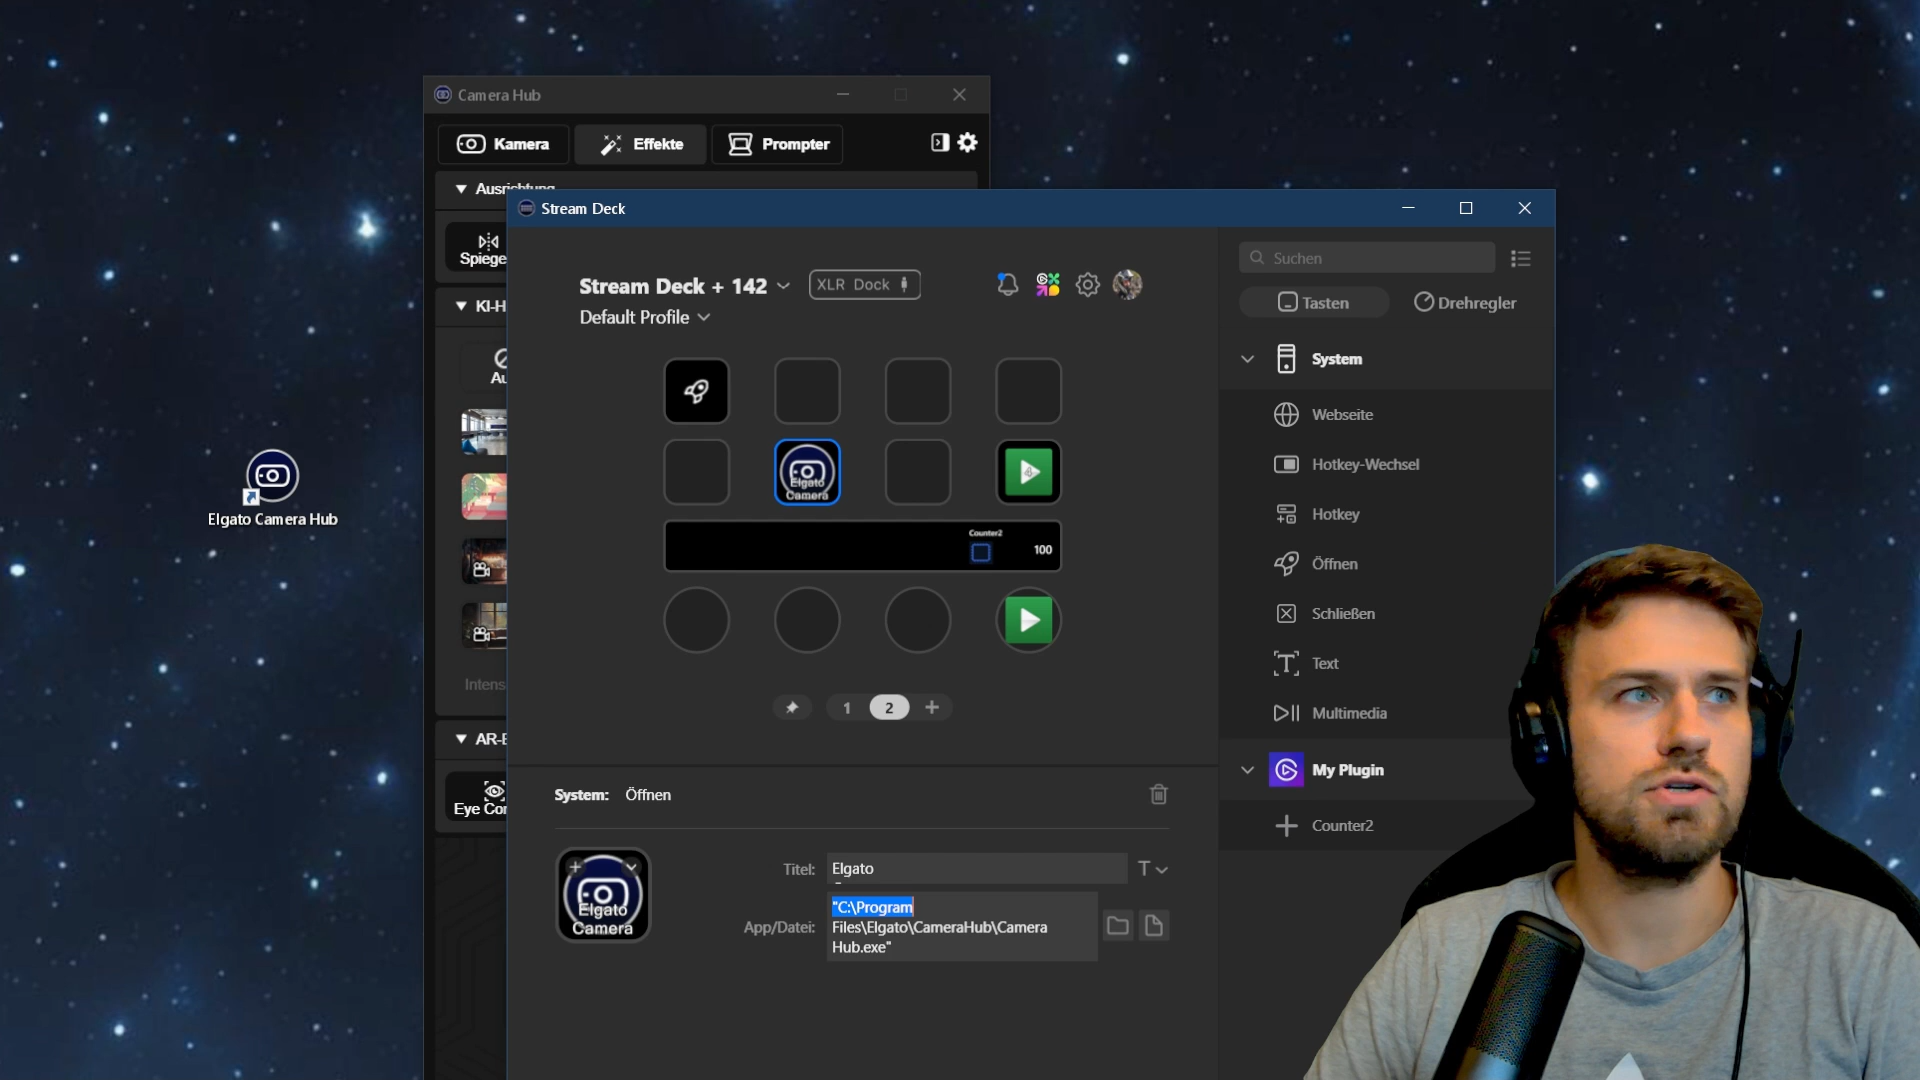 Camera Hub
Kamera
Effekte
Prompter
Ausrichtung
Spiege
KI-H
Au
Intens
AR-E
Eye Cor
Elgato Camera Hub
Stream Deck
Stream Deck + 142
XLR Dock
Default Profile
Elgato
Camera
4
Counter2
100
1
2
System: Öffnen
Titel:
Elgato
App/Datei:
"C:\Program
Files\Elgato\CameraHub\Camera
Hub.exe"
Elgato
Camera
T
Suchen
Tasten
Drehregler
System
Webseite
Hotkey-Wechsel
Hotkey
Öffnen
Schließen
Text
Multimedia
My Plugin
Counter2